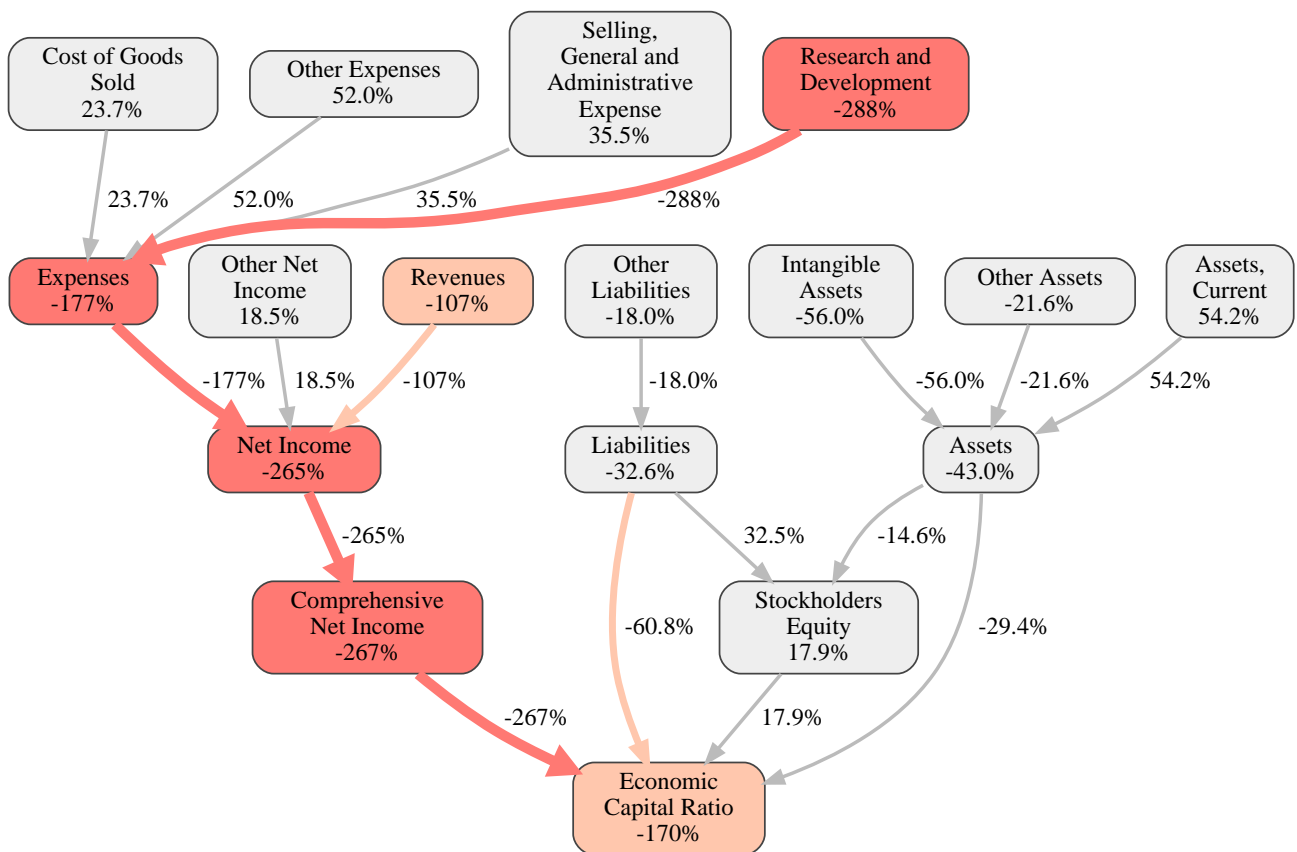 Cost of Goods
Sold
23.7%
Other Expenses
52.0%
Selling,
General and
Administrative
Expense
35.5%
Research and
Development
-288%
23.7%
52.0%
35.5%
-288%
Expenses
-177%
Other Net
Income
18.5%
Revenues
-107%
Other
Liabilities
-18.0%
Intangible
Assets
-56.0%
Other Assets
-21.6%
Assets,
Current
54.2%
-177%
18.5%
-107%
-18.0%
-56.0%
-21.6%
54.2%
Net Income
-265%
Liabilities
-32.6%
Assets
-43.0%
-265%
32.5%
-14.6%
Comprehensive
Net Income
-267%
-60.8%
Stockholders
Equity
17.9%
-29.4%
-267%
17.9%
Economic
Capital Ratio
-170%